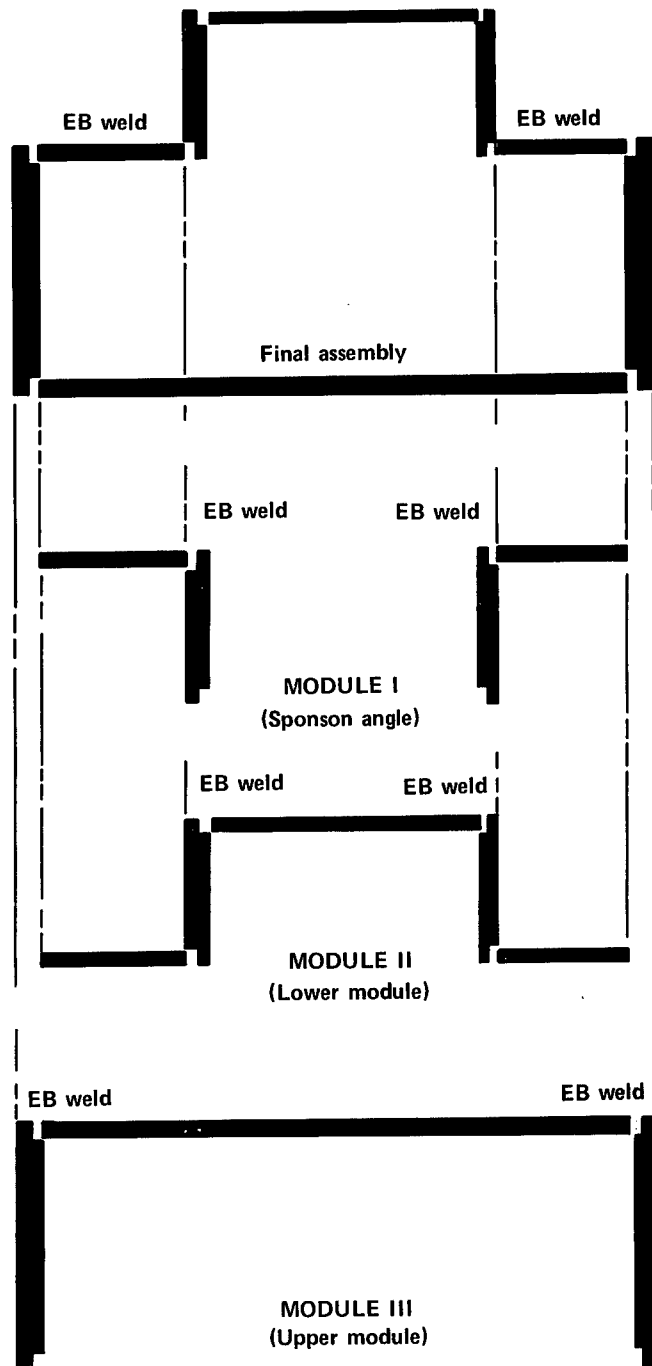 EB weld
EB weld
Final assembly
EB weld
EB weld
MODULE I
(Sponson angle)
EB weld
EB weld
MODULE II
(Lower module)
EB weld
EB weld
MODULE III
(Upper module)